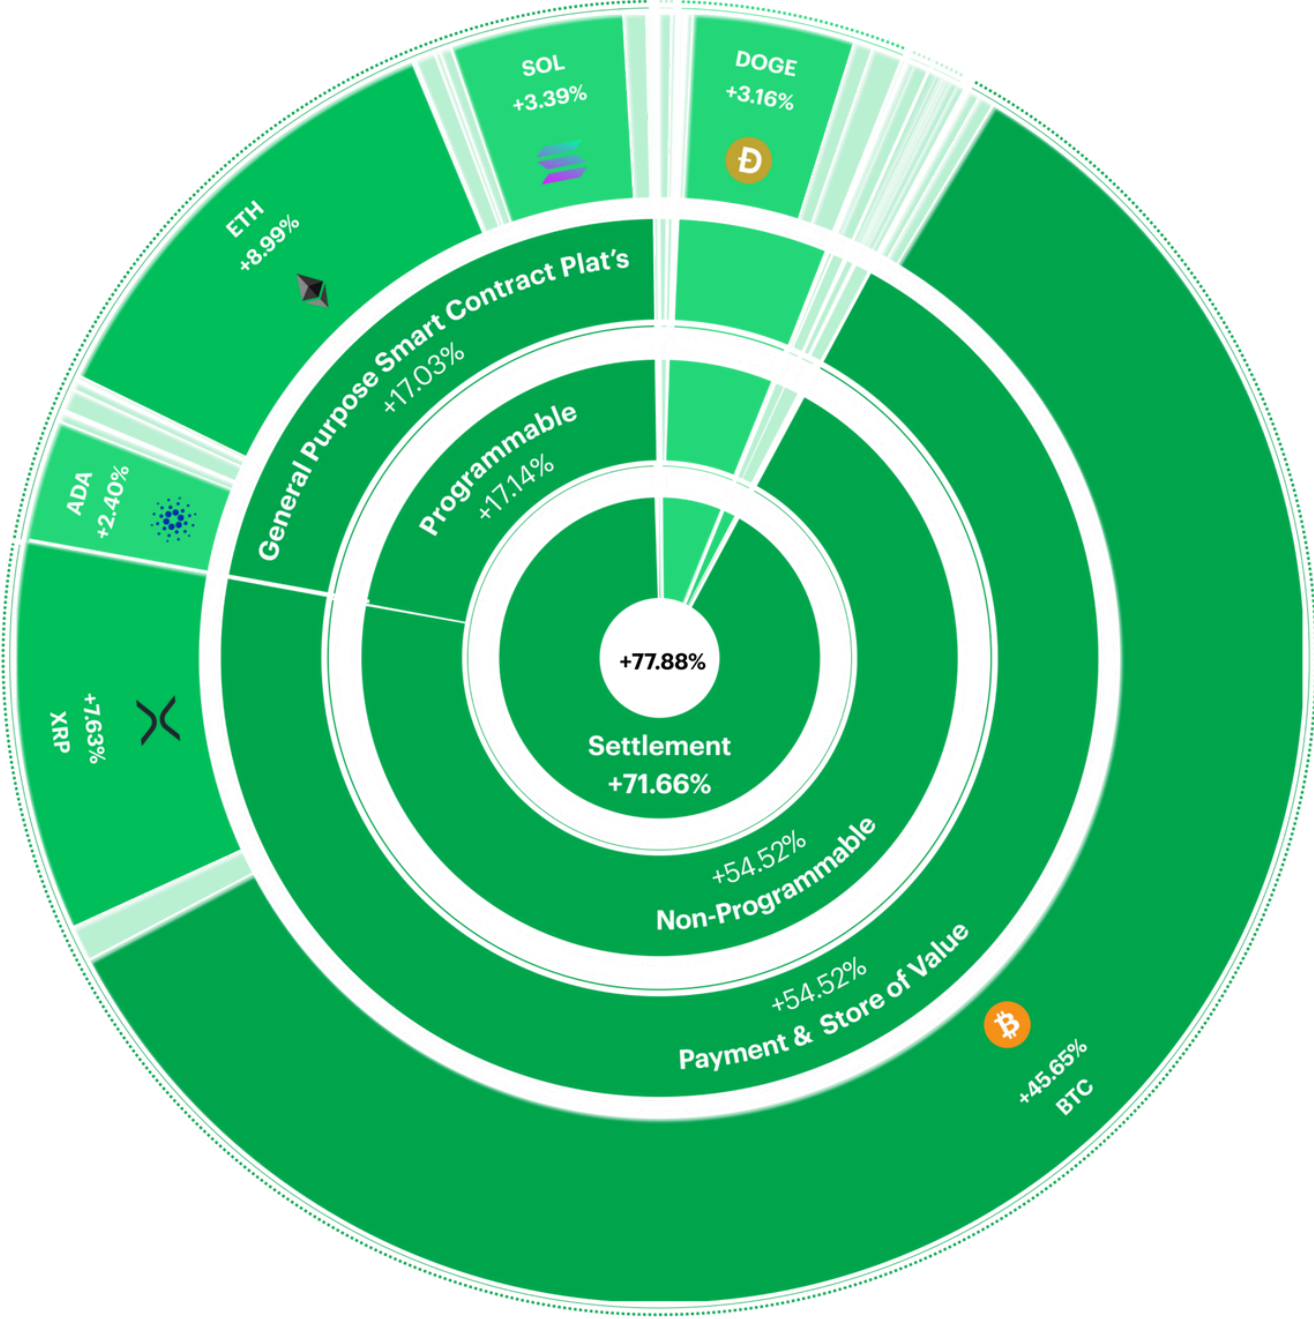 SOL
+3.39%
DOGE
+3.16%
ETH
+8.99%
General Purpose Smart Contract Plat’s
+17.03%
Programmable
+17.14%
ADA
+2.40%
XRP
+7.63%
+77.88%
Settlement
+71.66%
+54.52%
Non-Programmable
+54.52%
Payment & Store of Value
+45.65%
BTC